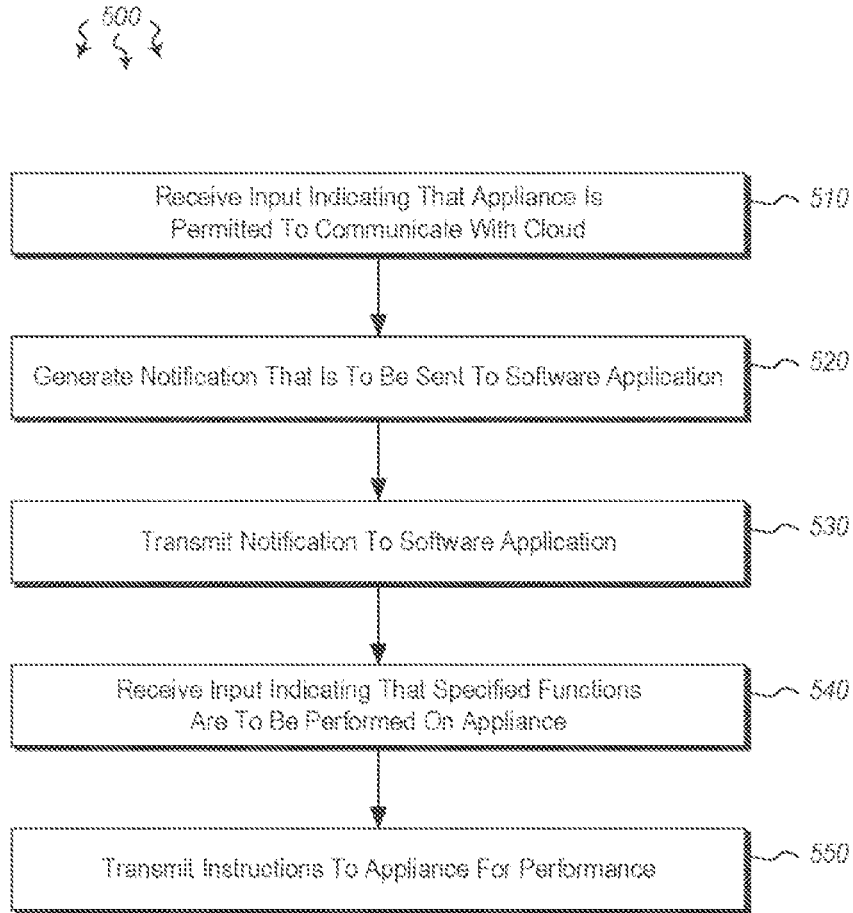 500
Receive Input Indicating That Appliance Is
Permitted To Communicate With Cloud
510
Generate Notification That Is To Be Sent To Software Application
520
Transmit Notification To Software Application
530
Receive Input Indicating That Specified Functions
Are To Be Performed On Appliance
540
Transmit Instructions To Appliance For Performance
550